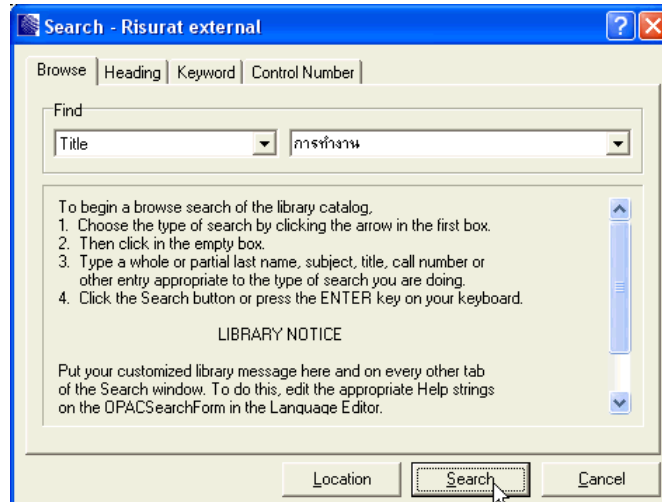 Search - Risurat external
Browse Heading Keyword Control Number
Find
Title การทำงาน
To begin a browse search of the library catalog,
1. Choose the type of search by clicking the arrow in the first box.
2. Then click in the empty box.
3. Type a whole or partial last name, subject, title, call number or
other entry appropriate to the type of search you are doing.
4. Click the Search button or press the ENTER key on your keyboard.
LIBRARY NOTICE
Put your customized library message here and on every other tab
of the Search window. To do this, edit the appropriate Help strings
on the OPACSearchForm in the Language Editor.
Location Search Cancel